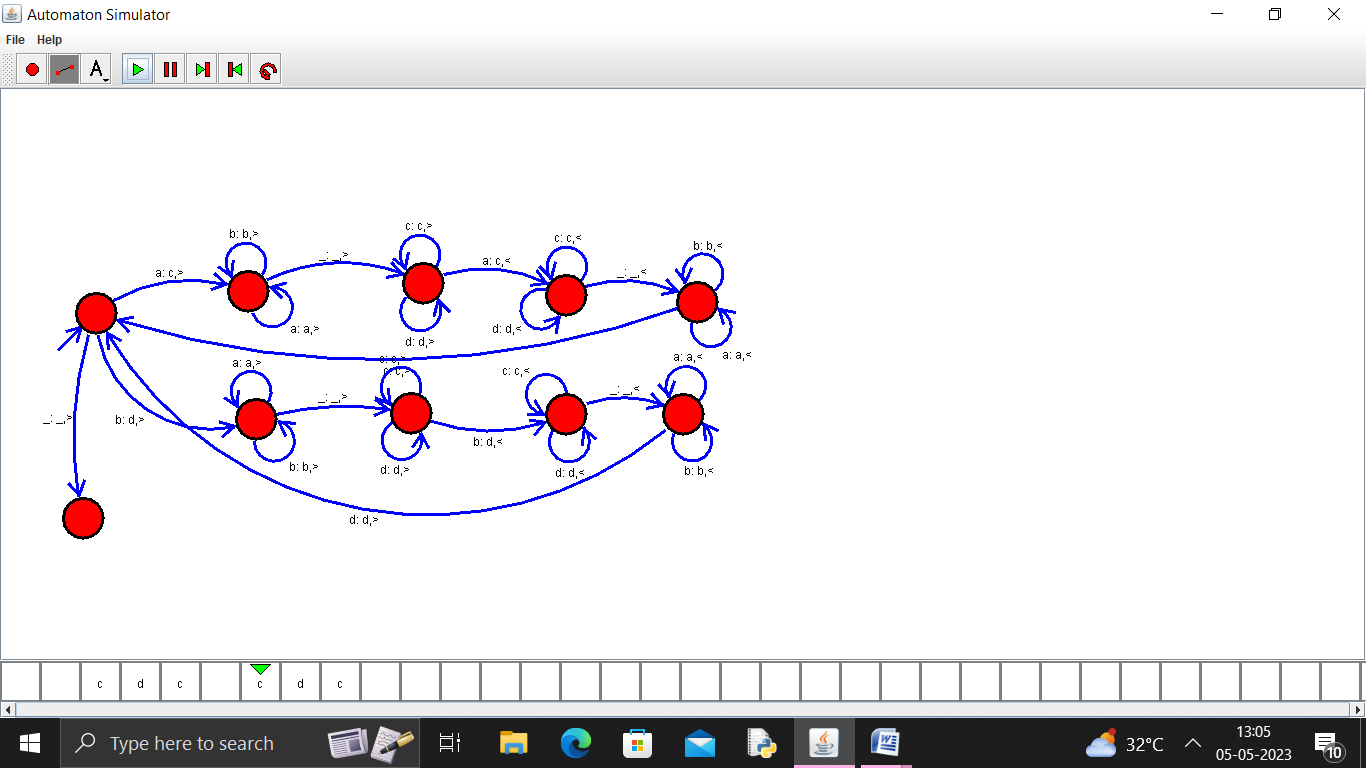 Automaton Simulator
File Help
A
b: b,>
c: c,>
c: c,<
b: b,<
a: c,>
_: _,>
a: c,<
_: _,<
a: a,>
d: d,>
d: d,<
a: a,<
c: c,>
a: a,>
c: c,>
c: c,<
a: a,<
_: _,>
_: _,<
_: _,>
b: d,>
b: d,<
b: b,>
d: d,>
d: d,<
b: b,<
d: d,>
c d c c d c
Type here to search
32°C
13:05
05-05-2023
10